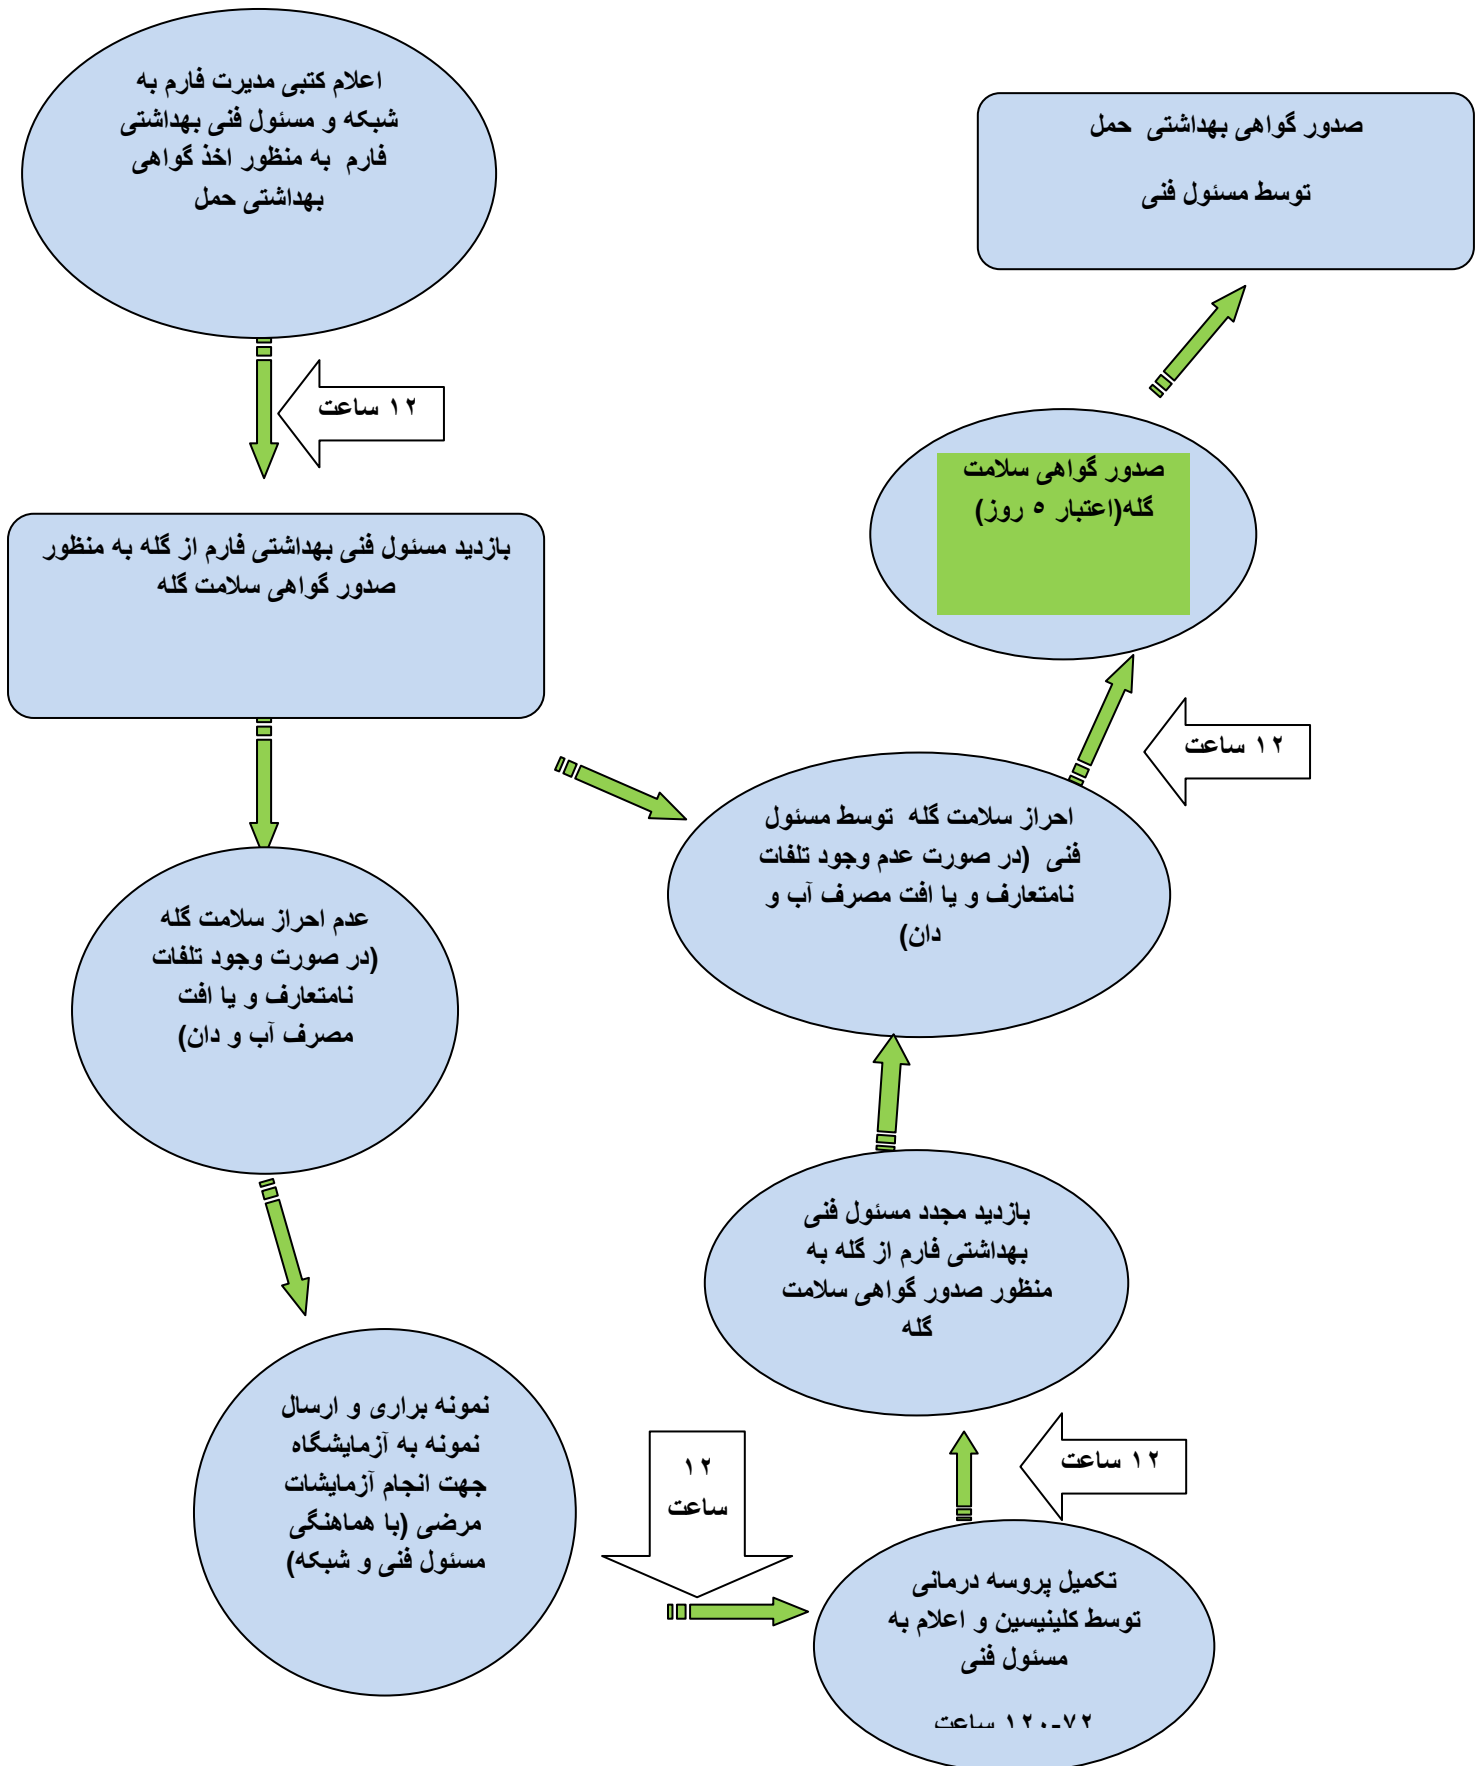 اعلام کتبی مدیرت فارم به
شبکه و مسئول فنی بهداشتی
فارم به منظور اخذ گواهی
بهداشتی حمل
۱۲ ساعت
بازدید مسئول فنی بهداشتی فارم از گله به منظور
صدور گواهی سلامت گله
عدم احراز سلامت گله
(در صورت وجود تلفات
نامتعارف و یا افت
مصرف آب و دان)
نمونه براری و ارسال
نمونه به آزمایشگاه
جهت انجام آزمایشات
مرضی (با هماهنگی
مسئول فنی و شبکه)
۱۲
ساعت
تکمیل پروسه درمانی
توسط کلینیسین و اعلام به
مسئول فنی
۷۲-۱۲۰ ساعت
۱۲ ساعت
بازدید مجدد مسئول فنی
بهداشتی فارم از گله به
منظور صدور گواهی سلامت
گله
احراز سلامت گله توسط مسئول
فنی (در صورت عدم وجود تلفات
نامتعارف و یا افت مصرف آب و
دان)
۱۲ ساعت
صدور گواهی سلامت
گله(اعتبار ۵ روز)
صدور گواهی بهداشتی حمل
توسط مسئول فنی